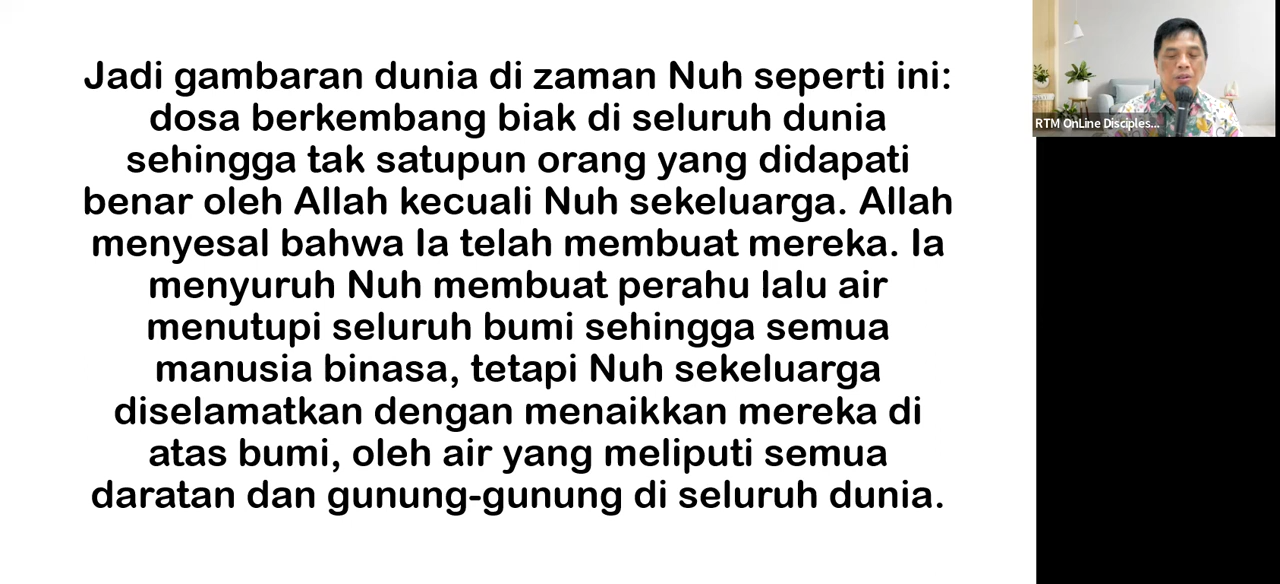 Jadi gambaran dunia di zaman Nuh seperti ini:
dosa berkembang biak di seluruh dunia
sehingga tak satupun orang yang didapati
benar oleh Allah kecuali Nuh sekeluarga. Allah
menyesal bahwa Ia telah membuat mereka. Ia
menyuruh Nuh membuat perahu lalu air
menutupi seluruh bumi sehingga semua
manusia binasa, tetapi Nuh sekeluarga
diselamatkan dengan menaikkan mereka di
atas bumi, oleh air yang meliputi semua
daratan dan gunung-gunung di seluruh dunia.
RTM OnLine Disciples...